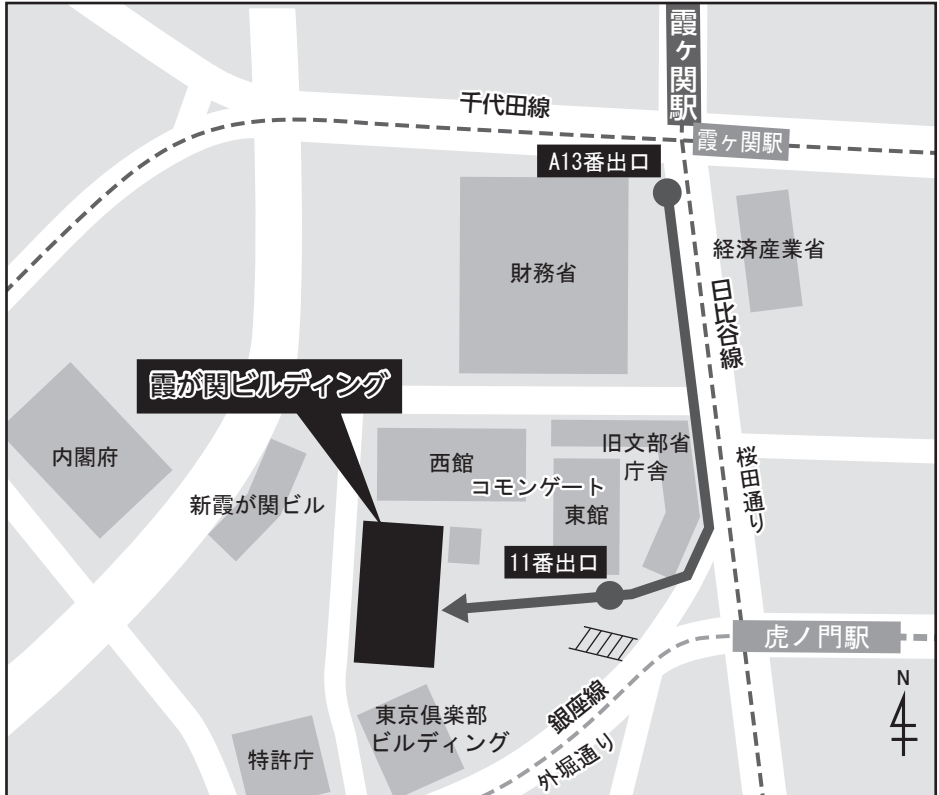 霞ヶ関駅
千代田線
霞ヶ関駅
A13番出口
財務省
経済産業省
日比谷線
霞が関ビルディング
内閣府
新霞が関ビル
西館
コモンゲート
東館
旧文部省
庁舎
桜田通り
11番出口
虎ノ門駅
N
銀座線
外堀通り
東京倶楽部
ビルディング
特許庁